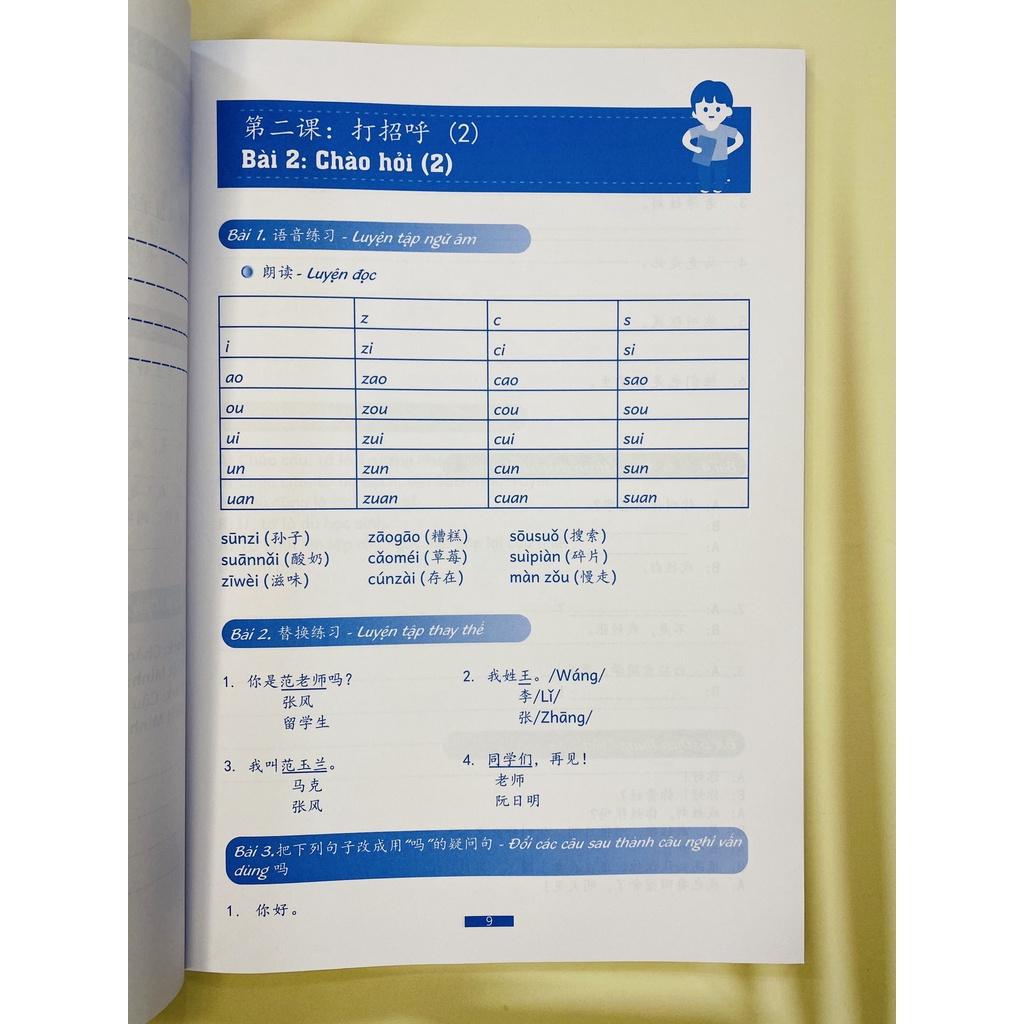 第二课：打招呼（2）
Bài 2: Chào hỏi (2)
Bài 1. 语音练习 - Luyện tập ngữ âm
朗读 - Luyện đọc
z c s
i zi ci si
ao zao cao sao
ou zou cou sou
ui zui cui sui
un zun cun sun
uan zuan cuan suan
sūnzi (孙子) zāogāo (糟糕) sōusuǒ (搜索)
suānnǎi (酸奶) cǎoméi (草莓) suìpiàn (碎片)
zīwèi (滋味) cúnzài (存在) màn zǒu (慢走)
Bài 2. 替换练习 - Luyện tập thay thế
1. 你是范老师吗？
张风
留学生
2. 我姓王。/Wáng/
李/Lǐ/
张/Zhāng/
3. 我叫范玉兰。
马克
张风
4. 同学们，再见！
老师
阮日明
Bài 3.把下列句子改成用“吗”的疑问句 - Đổi các câu sau thành câu nghi vấn
dùng 吗
1. 你好。
9